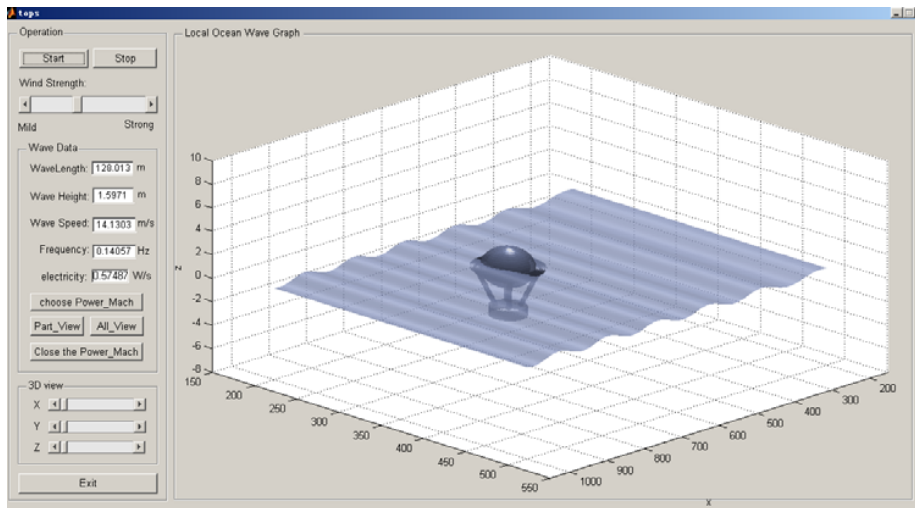 taps
Operation
Start Stop
Wind Strength:
Mild Strong
Wave Data
WaveLength: 128.013 m
Wave Height: 1.5971 m
Wave Speed: 14.1303 m/s
Frequency: 0.14057 Hz
electricity: 0.57487 W/s
choose Power_Mach
Part_View All_View
Close the Power_Mach
3D view
X
Y
Z
Exit
Local Ocean Wave Graph
10
8
6
4
2
0
-2
-4
-6
-8
z
150
200
250
300
350
400
450
500
550
1000
900
800
700
600
500
400
300
200
x